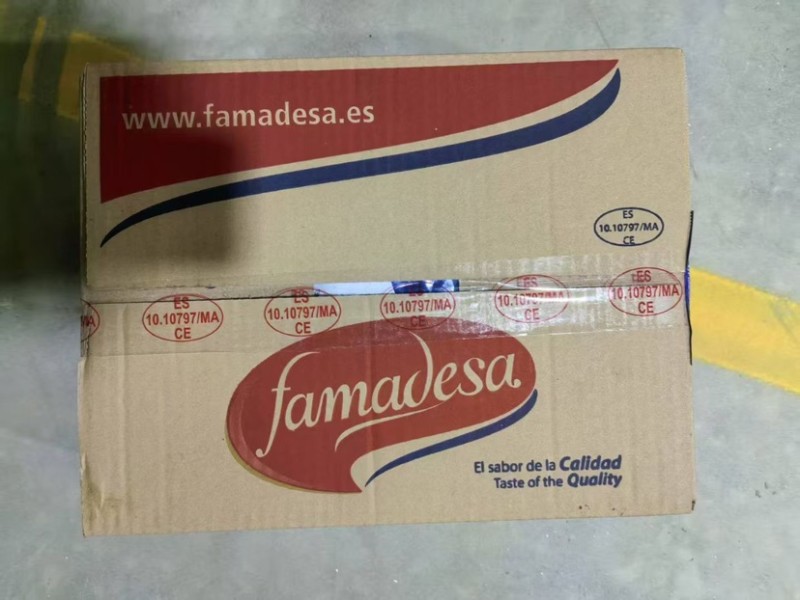 www.famadesa.es
ES
10.10797/MA
CE
MA
ES
10.10797/MA
CE
ES
10.10797/MA
CE
ES
10.10797/MA
CE
ES
10.10797/MA
CE
ES
10.10797/MA
CE
famadesa
El sabor de la Calidad
Taste of the Quality